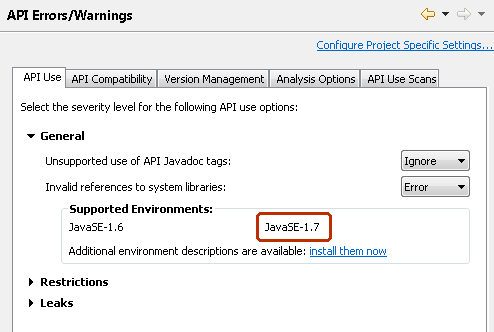 API Errors/Warnings
Configure Project Specific Settings...
API Use API Compatibility Version Management Analysis Options API Use Scans
Select the severity level for the following API use options:
General
Unsupported use of API Javadoc tags: Ignore
Invalid references to system libraries: Error
Supported Environments:
JavaSE-1.6 JavaSE-1.7
Additional environment descriptions are available: install them now
Restrictions
Leaks